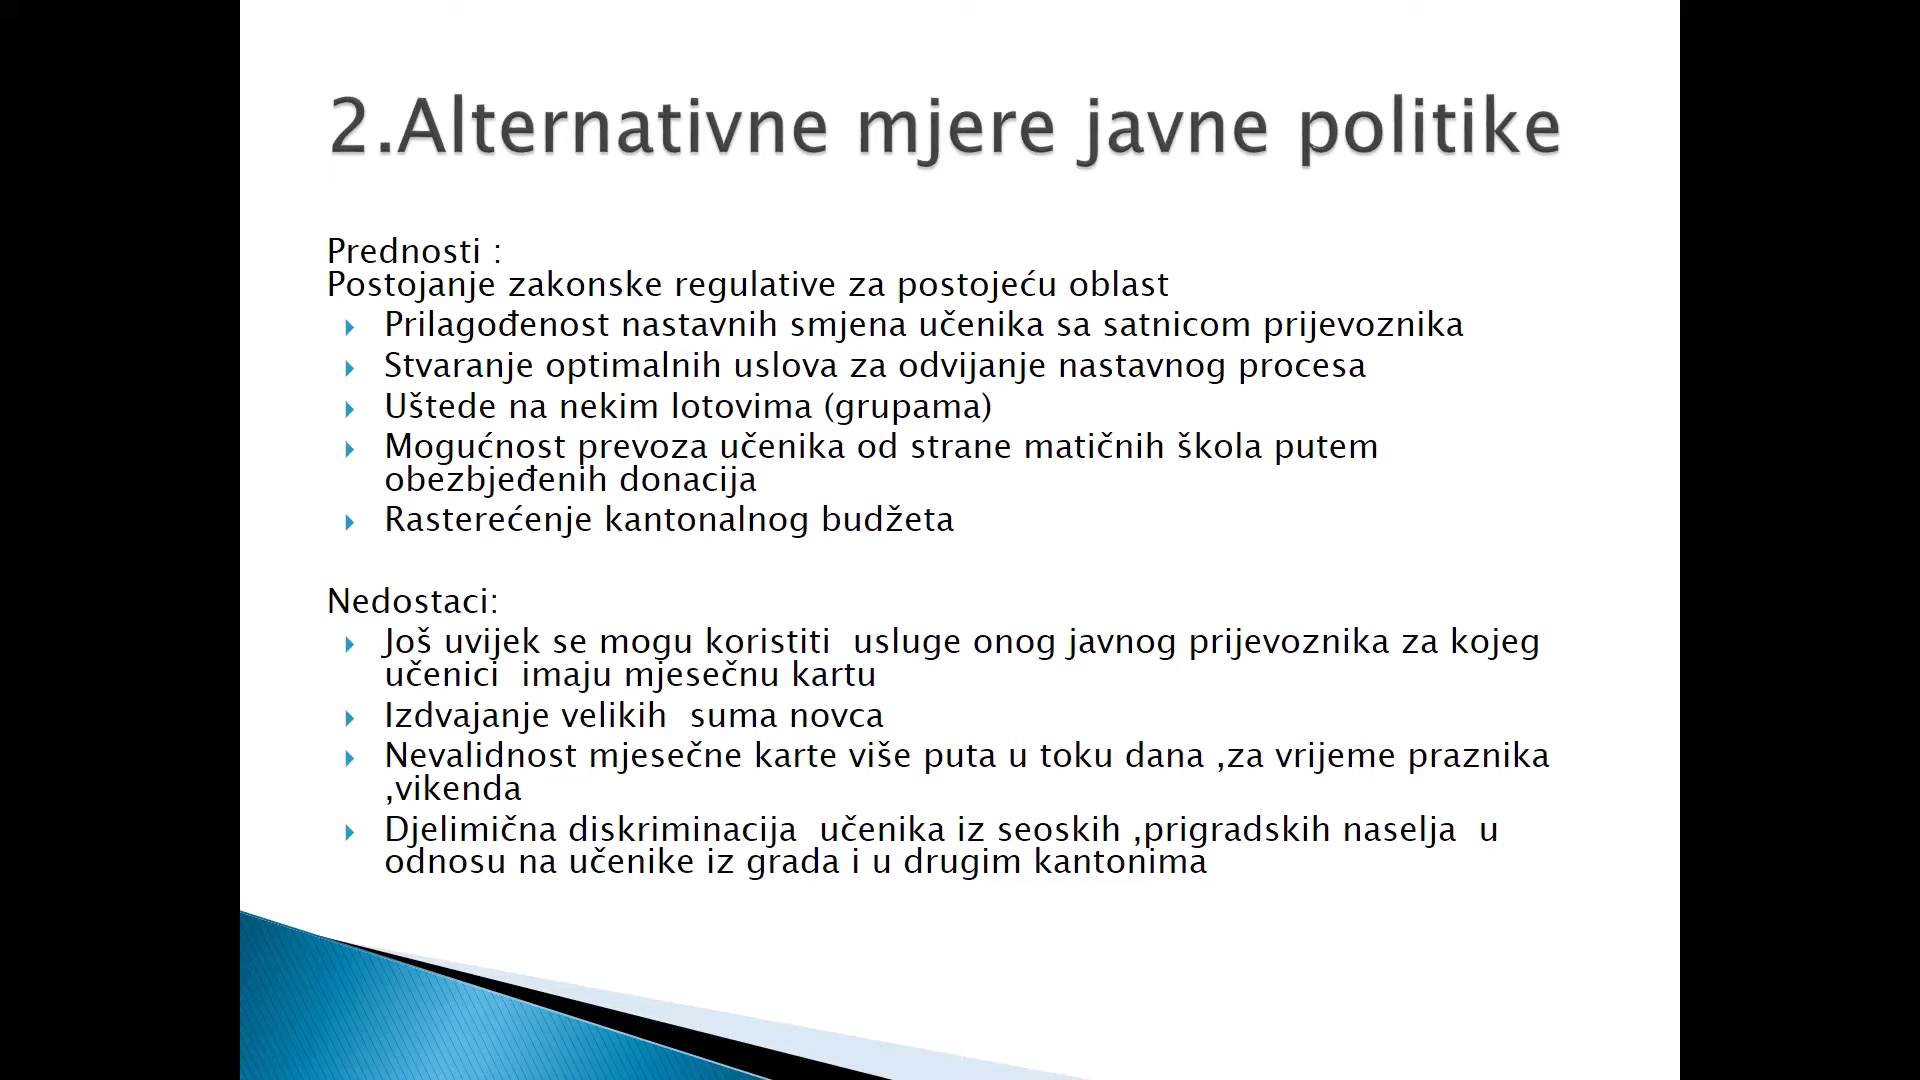 2.Alternativne mjere javne politike
Prednosti :
Postojanje zakonske regulative za postojeću oblast
Prilagođenost nastavnih smjena učenika sa satnicom prijevoznika
Stvaranje optimalnih uslova za odvijanje nastavnog procesa
Uštede na nekim lotovima (grupama)
Mogućnost prevoza učenika od strane matičnih škola putem
obezbjeđenih donacija
Rasterećenje kantonalnog budžeta
Nedostaci:
Još uvijek se mogu koristiti  usluge onog javnog prijevoznika za kojeg
učenici  imaju mjesečnu kartu
Izdvajanje velikih  suma novca
Nevalidnost mjesečne karte više puta u toku dana ,za vrijeme praznika
,vikenda
Djelimična diskriminacija  učenika iz seoskih ,prigradskih naselja  u
odnosu na učenike iz grada i u drugim kantonima